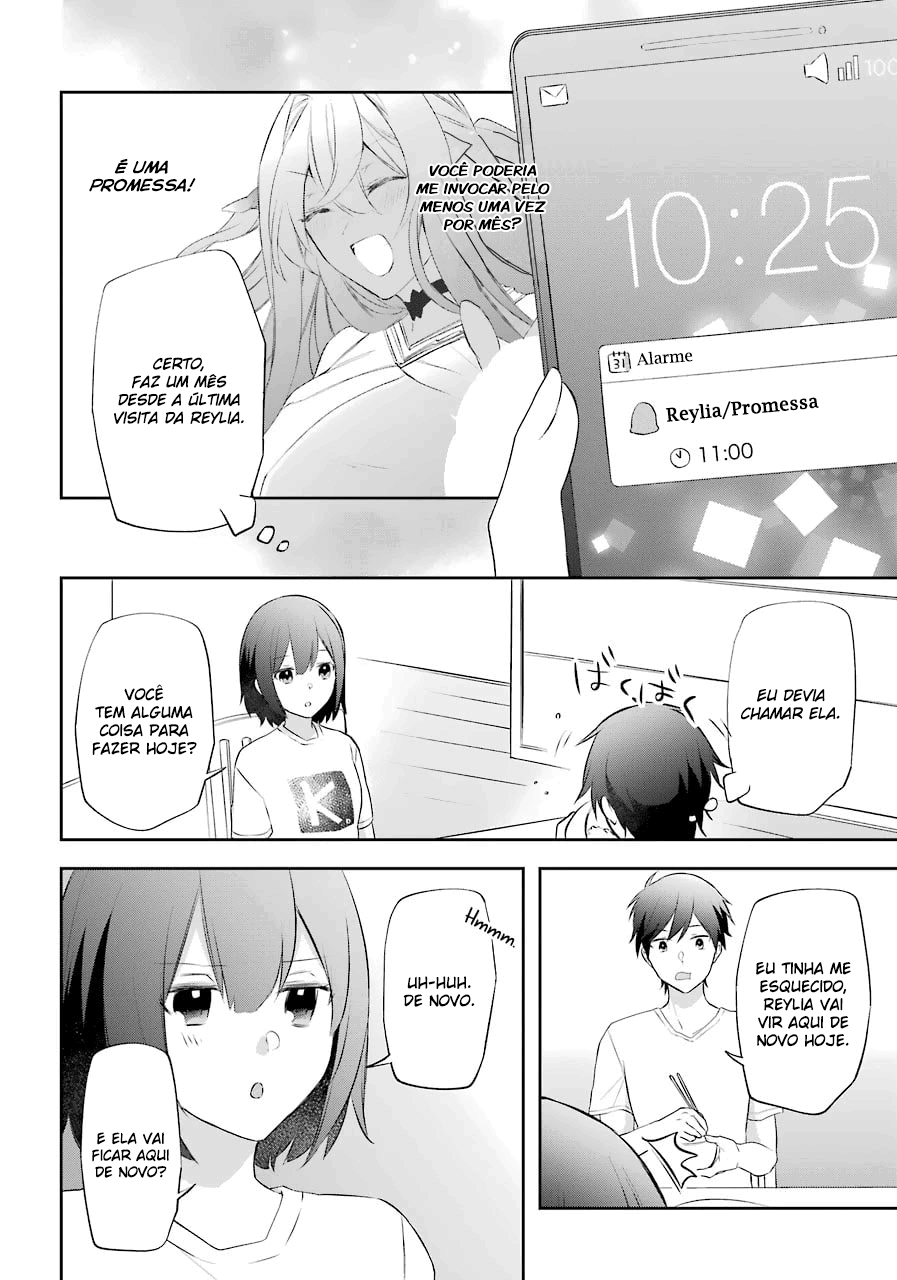 100
10:25
31 Alarme
Reylia/Promessa
11:00
VOCÊ PODERIA
ME INVOCAR PELO
MENOS UMA VEZ
POR MÊS?
É UMA
PROMESSA!
CERTO,
FAZ UM MÊS
DESDE A ÚLTIMA
VISITA DA REYLIA.
EU DEVIA
CHAMAR ELA.
ぱくぱく
VOCÊ
TEM ALGUMA
COISA PARA
FAZER HOJE?
K
EU TINHA ME
ESQUECIDO,
REYLIA VAI
VIR AQUI DE
NOVO HOJE.
Hmmm.
UH-HUH.
DE NOVO.
E ELA VAI
FICAR AQUI
DE NOVO?